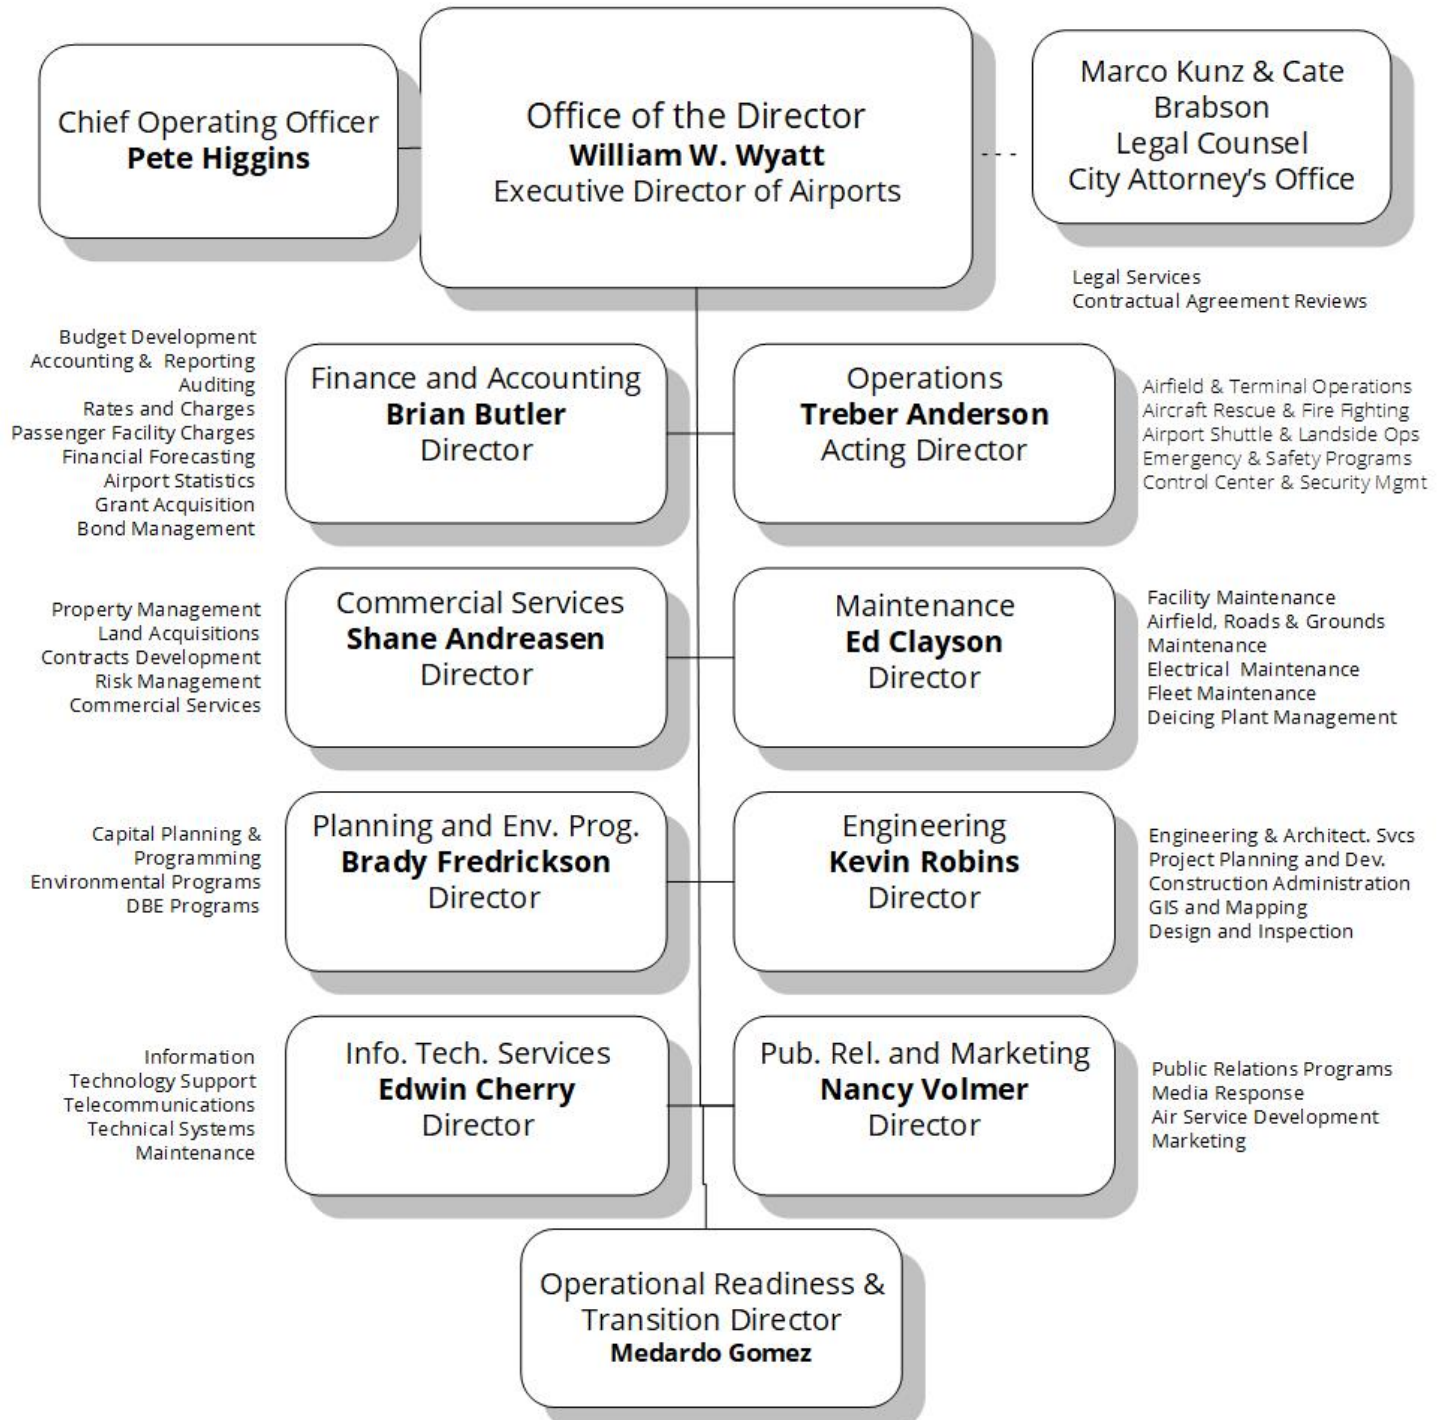 Chief Operating Officer
Pete Higgins
Office of the Director
William W. Wyatt
Executive Director of Airports
Marco Kunz & Cate
Brabson
Legal Counsel
City Attorney’s Office
Legal Services
Contractual Agreement Reviews
Budget Development
Accounting & Reporting
Auditing
Rates and Charges
Passenger Facility Charges
Financial Forecasting
Airport Statistics
Grant Acquisition
Bond Management
Finance and Accounting
Brian Butler
Director
Operations
Treber Anderson
Acting Director
Airfield & Terminal Operations
Aircraft Rescue & Fire Fighting
Airport Shuttle & Landside Ops
Emergency & Safety Programs
Control Center & Security Mgmt
Property Management
Land Acquisitions
Contracts Development
Risk Management
Commercial Services
Commercial Services
Shane Andreasen
Director
Maintenance
Ed Clayson
Director
Facility Maintenance
Airfield, Roads & Grounds
Maintenance
Electrical Maintenance
Fleet Maintenance
Deicing Plant Management
Capital Planning &
Programming
Environmental Programs
DBE Programs
Planning and Env. Prog.
Brady Fredrickson
Director
Engineering
Kevin Robins
Director
Engineering & Architect. Svcs
Project Planning and Dev.
Construction Administration
GIS and Mapping
Design and Inspection
Information
Technology Support
Telecommunications
Technical Systems
Maintenance
Info. Tech. Services
Edwin Cherry
Director
Pub. Rel. and Marketing
Nancy Volmer
Director
Public Relations Programs
Media Response
Air Service Development
Marketing
Operational Readiness &
Transition Director
Medardo Gomez